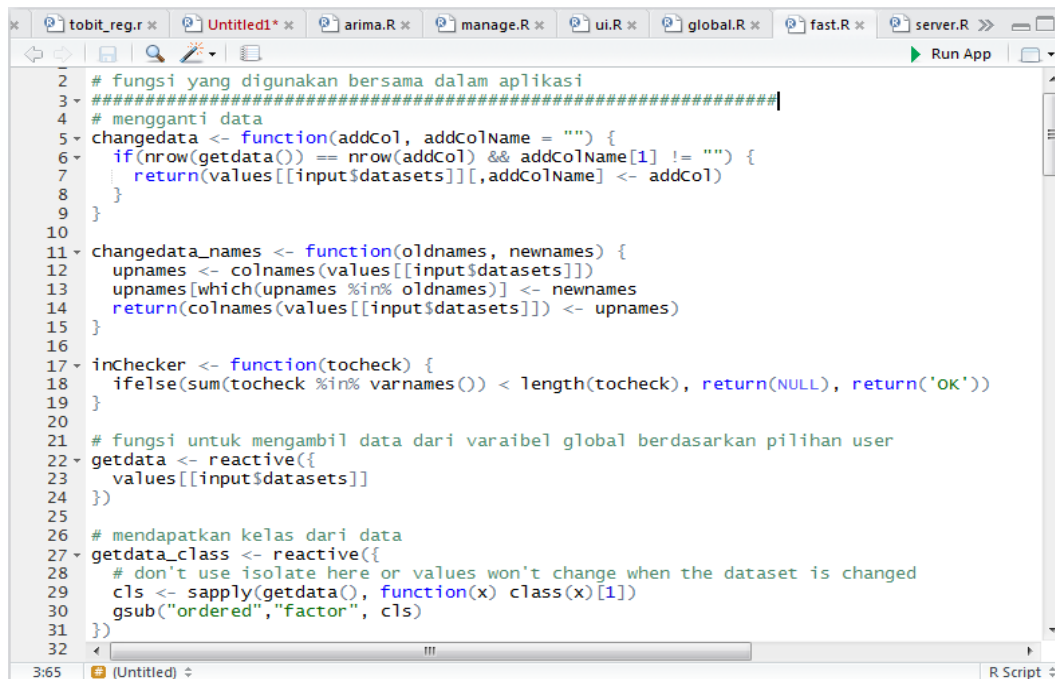 tobit_reg.r × Untitled1* × arima.R × manage.R × ui.R × global.R × fast.R × server.R
Run App
2 # fungsi yang digunakan bersama dalam aplikasi
3 ################################################################
4 # mengganti data
5 changedata <- function(addCol, addColName = "") {
6 if(nrow(getdata()) == nrow(addCol) && addColName[1] != "") {
7 return(values[[input$datasets]][,addColName] <- addCol)
8 }
9 }
10
11 changedata_names <- function(oldnames, newnames) {
12 upnames <- colnames(values[[input$datasets]])
13 upnames[which(upnames %in% oldnames)] <- newnames
14 return(colnames(values[[input$datasets]]) <- upnames)
15 }
16
17 inChecker <- function(tocheck) {
18 ifelse(sum(tocheck %in% varnames()) < length(tocheck), return(NULL), return('OK'))
19 }
20
21 # fungsi untuk mengambil data dari varaibel global berdasarkan pilihan user
22 getdata <- reactive({
23 values[[input$datasets]]
24 })
25
26 # mendapatkan kelas dari data
27 getdata_class <- reactive({
28 # don't use isolate here or values won't change when the dataset is changed
29 cls <- sapply(getdata(), function(x) class(x)[1])
30 gsub("ordered","factor", cls)
31 })
32
3:65 (Untitled) R Script